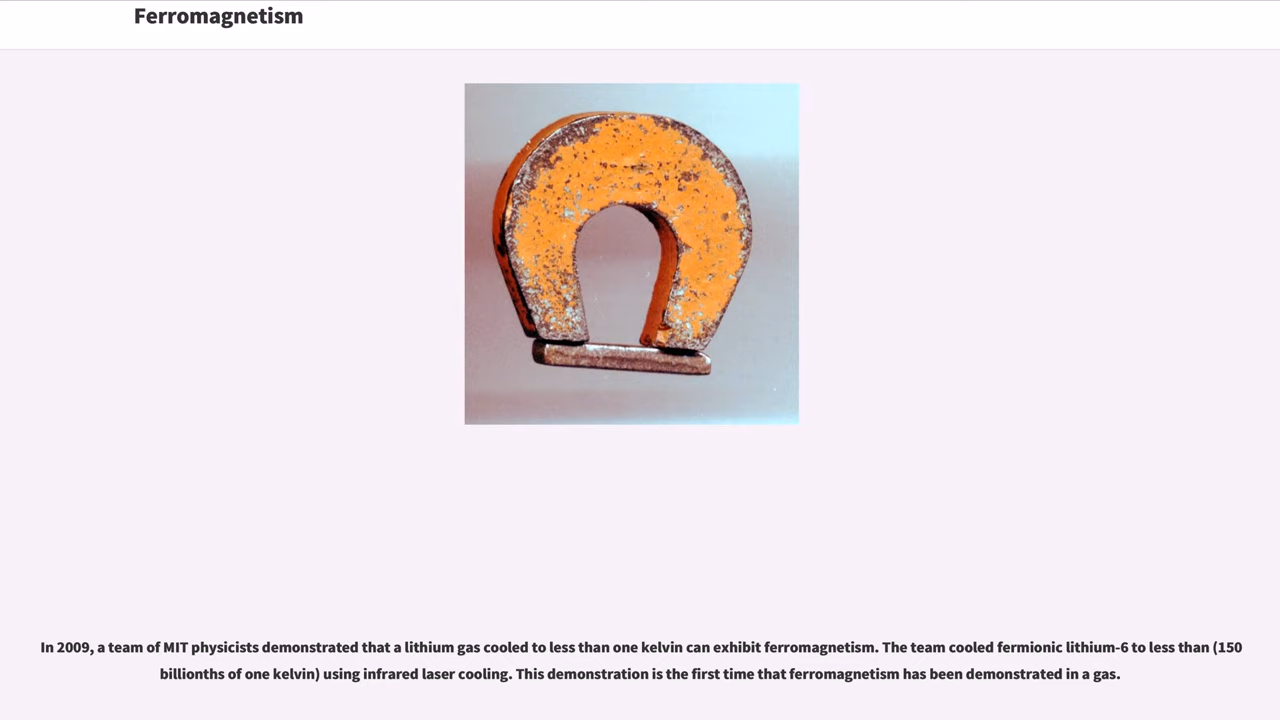 Ferromagnetism
In 2009, a team of MIT physicists demonstrated that a lithium gas cooled to less than one kelvin can exhibit ferromagnetism. The team cooled fermionic lithium-6 to less than (150
billionths of one kelvin) using infrared laser cooling. This demonstration is the first time that ferromagnetism has been demonstrated in a gas.